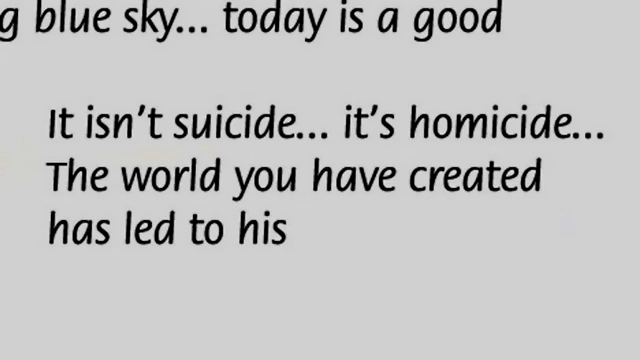 g blue sky... today is a good
It isn't suicide... it's homicide...
The world you have created
has led to his